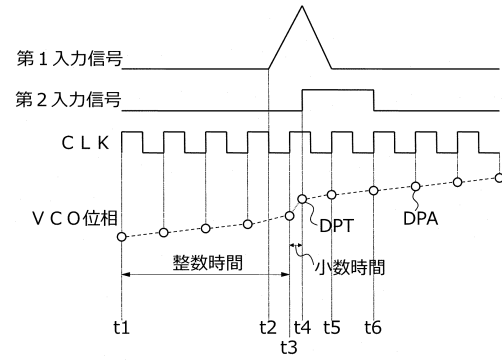 第１入力信号
第２入力信号
ＣＬＫ
ＶＣＯ位相
DPT
DPA
整数時間
小数時間
t1
t2
t3
t4
t5
t6